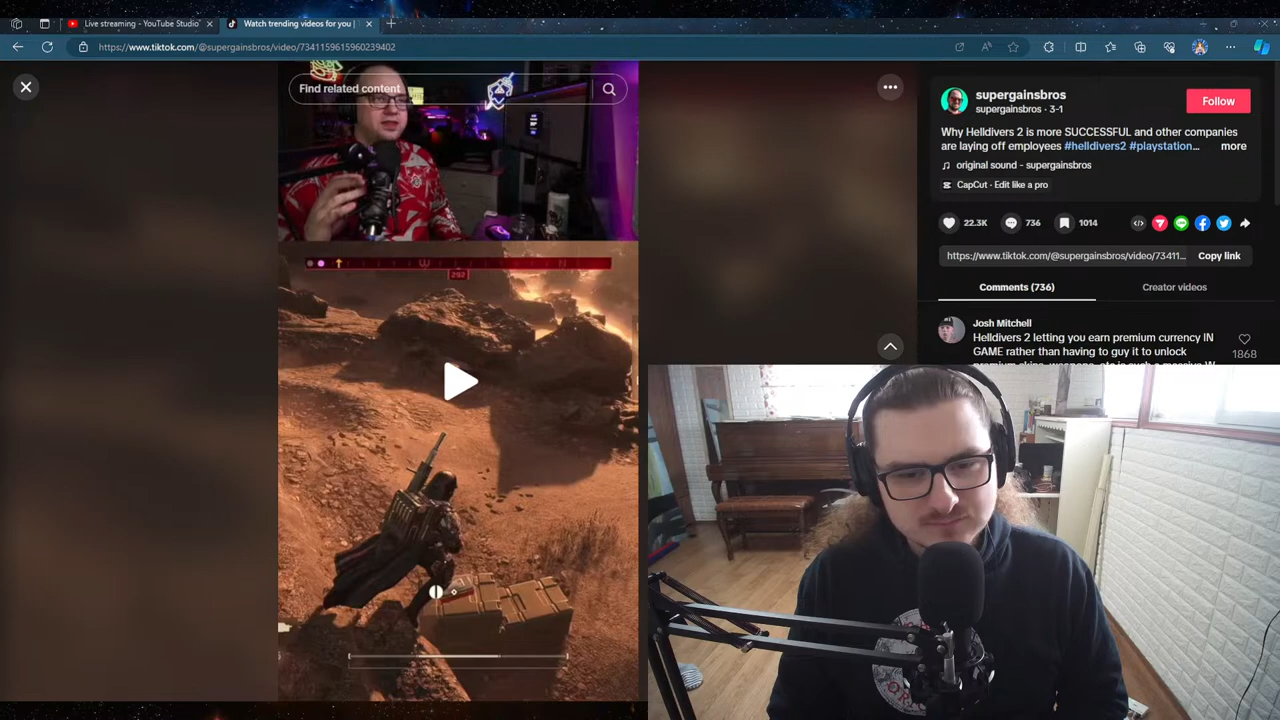 Live streaming - YouTube Studio
Watch trending videos for you |
https://www.tiktok.com/@supergainsbros/video/7341159615960239402
Find related content
292
supergainsbros
supergainsbros · 3-1
Follow
Why Helldivers 2 is more SUCCESSFUL and other companies
are laying off employees #helldivers2 #playstation... more
original sound - supergainsbros
CapCut · Edit like a pro
22.3K
736
1014
https://www.tiktok.com/@supergainsbros/video/73411...
Copy link
Comments (736)
Creator videos
Josh Mitchell
Helldivers 2 letting you earn premium currency IN
GAME rather than having to guy it to unlock
1868